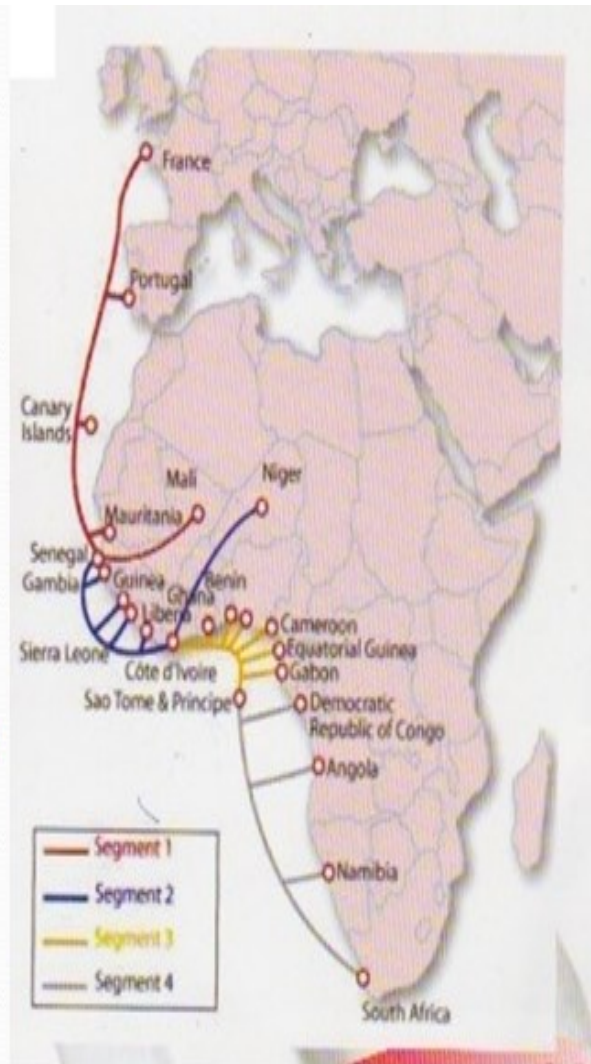 France
Portugal
Canary
Islands
Mali
Niger
Mauritania
Senegal
Gambia
Guinea
Ghana
Benin
Liberia
Sierra Leone
Côte d'Ivoire
Cameroon
Equatorial Guinea
Gabon
Sao Tome & Principe
Democratic
Republic of Congo
Angola
Namibia
South Africa
Segment 1
Segment 2
Segment 3
Segment 4